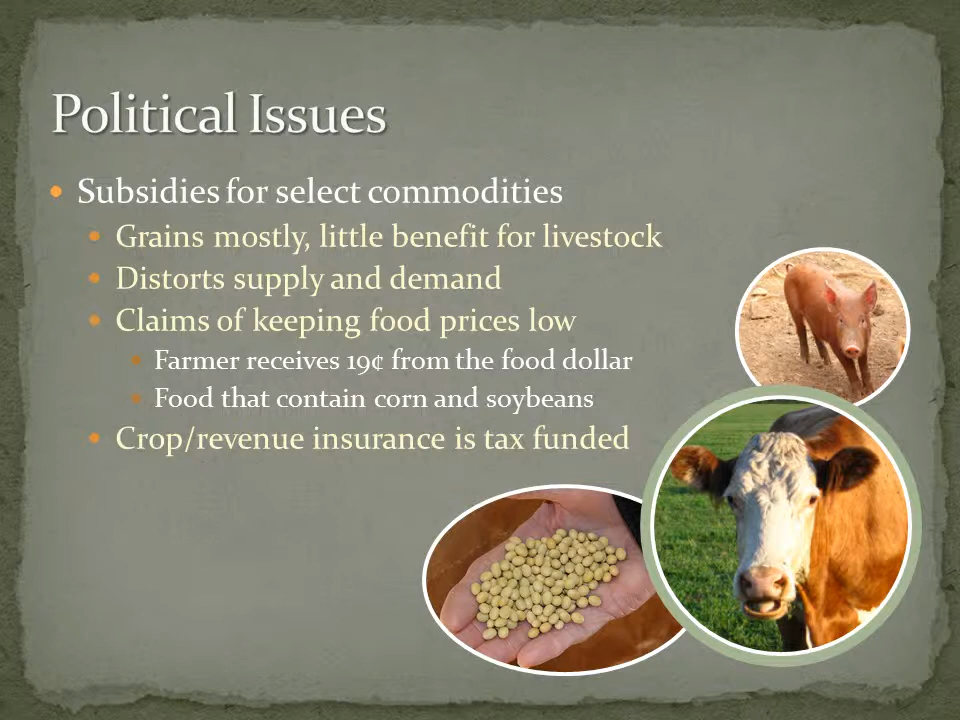 Political Issues
Subsidies for select commodities
Grains mostly, little benefit for livestock
Distorts supply and demand
Claims of keeping food prices low
Farmer receives 19¢ from the food dollar
Food that contain corn and soybeans
Crop/revenue insurance is tax funded